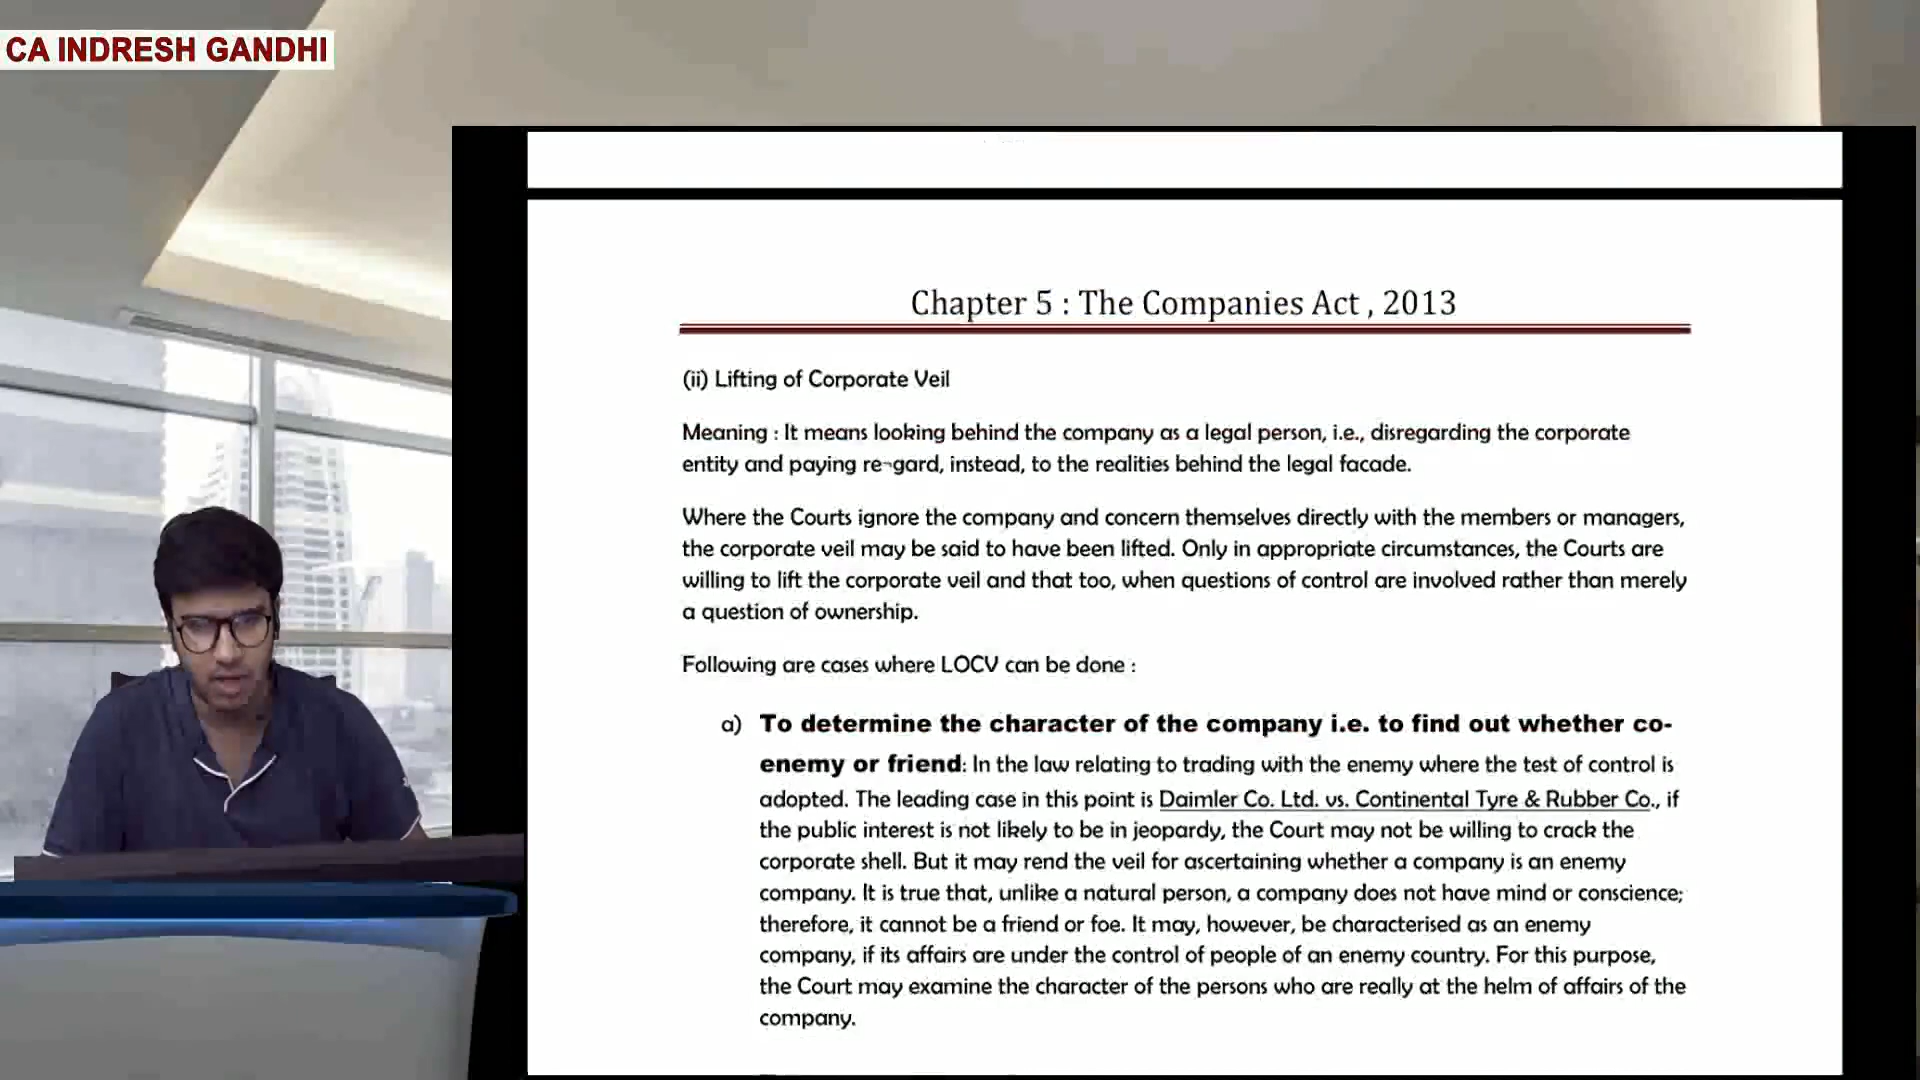 CA INDRESH GANDHI
Chapter 5 : The Companies Act , 2013
(ii) Lifting of Corporate Veil
Meaning : It means looking behind the company as a legal person, i.e., disregarding the corporate
entity and paying re¬gard, instead, to the realities behind the legal facade.
Where the Courts ignore the company and concern themselves directly with the members or managers,
the corporate veil may be said to have been lifted. Only in appropriate circumstances, the Courts are
willing to lift the corporate veil and that too, when questions of control are involved rather than merely
a question of ownership.
Following are cases where LOCV can be done :
a) To determine the character of the company i.e. to find out whether co-
enemy or friend: In the law relating to trading with the enemy where the test of control is
adopted. The leading case in this point is Daimler Co. Ltd. vs. Continental Tyre & Rubber Co., if
the public interest is not likely to be in jeopardy, the Court may not be willing to crack the
corporate shell. But it may rend the veil for ascertaining whether a company is an enemy
company. It is true that, unlike a natural person, a company does not have mind or conscience;
therefore, it cannot be a friend or foe. It may, however, be characterised as an enemy
company, if its affairs are under the control of people of an enemy country. For this purpose,
the Court may examine the character of the persons who are really at the helm of affairs of the
company.